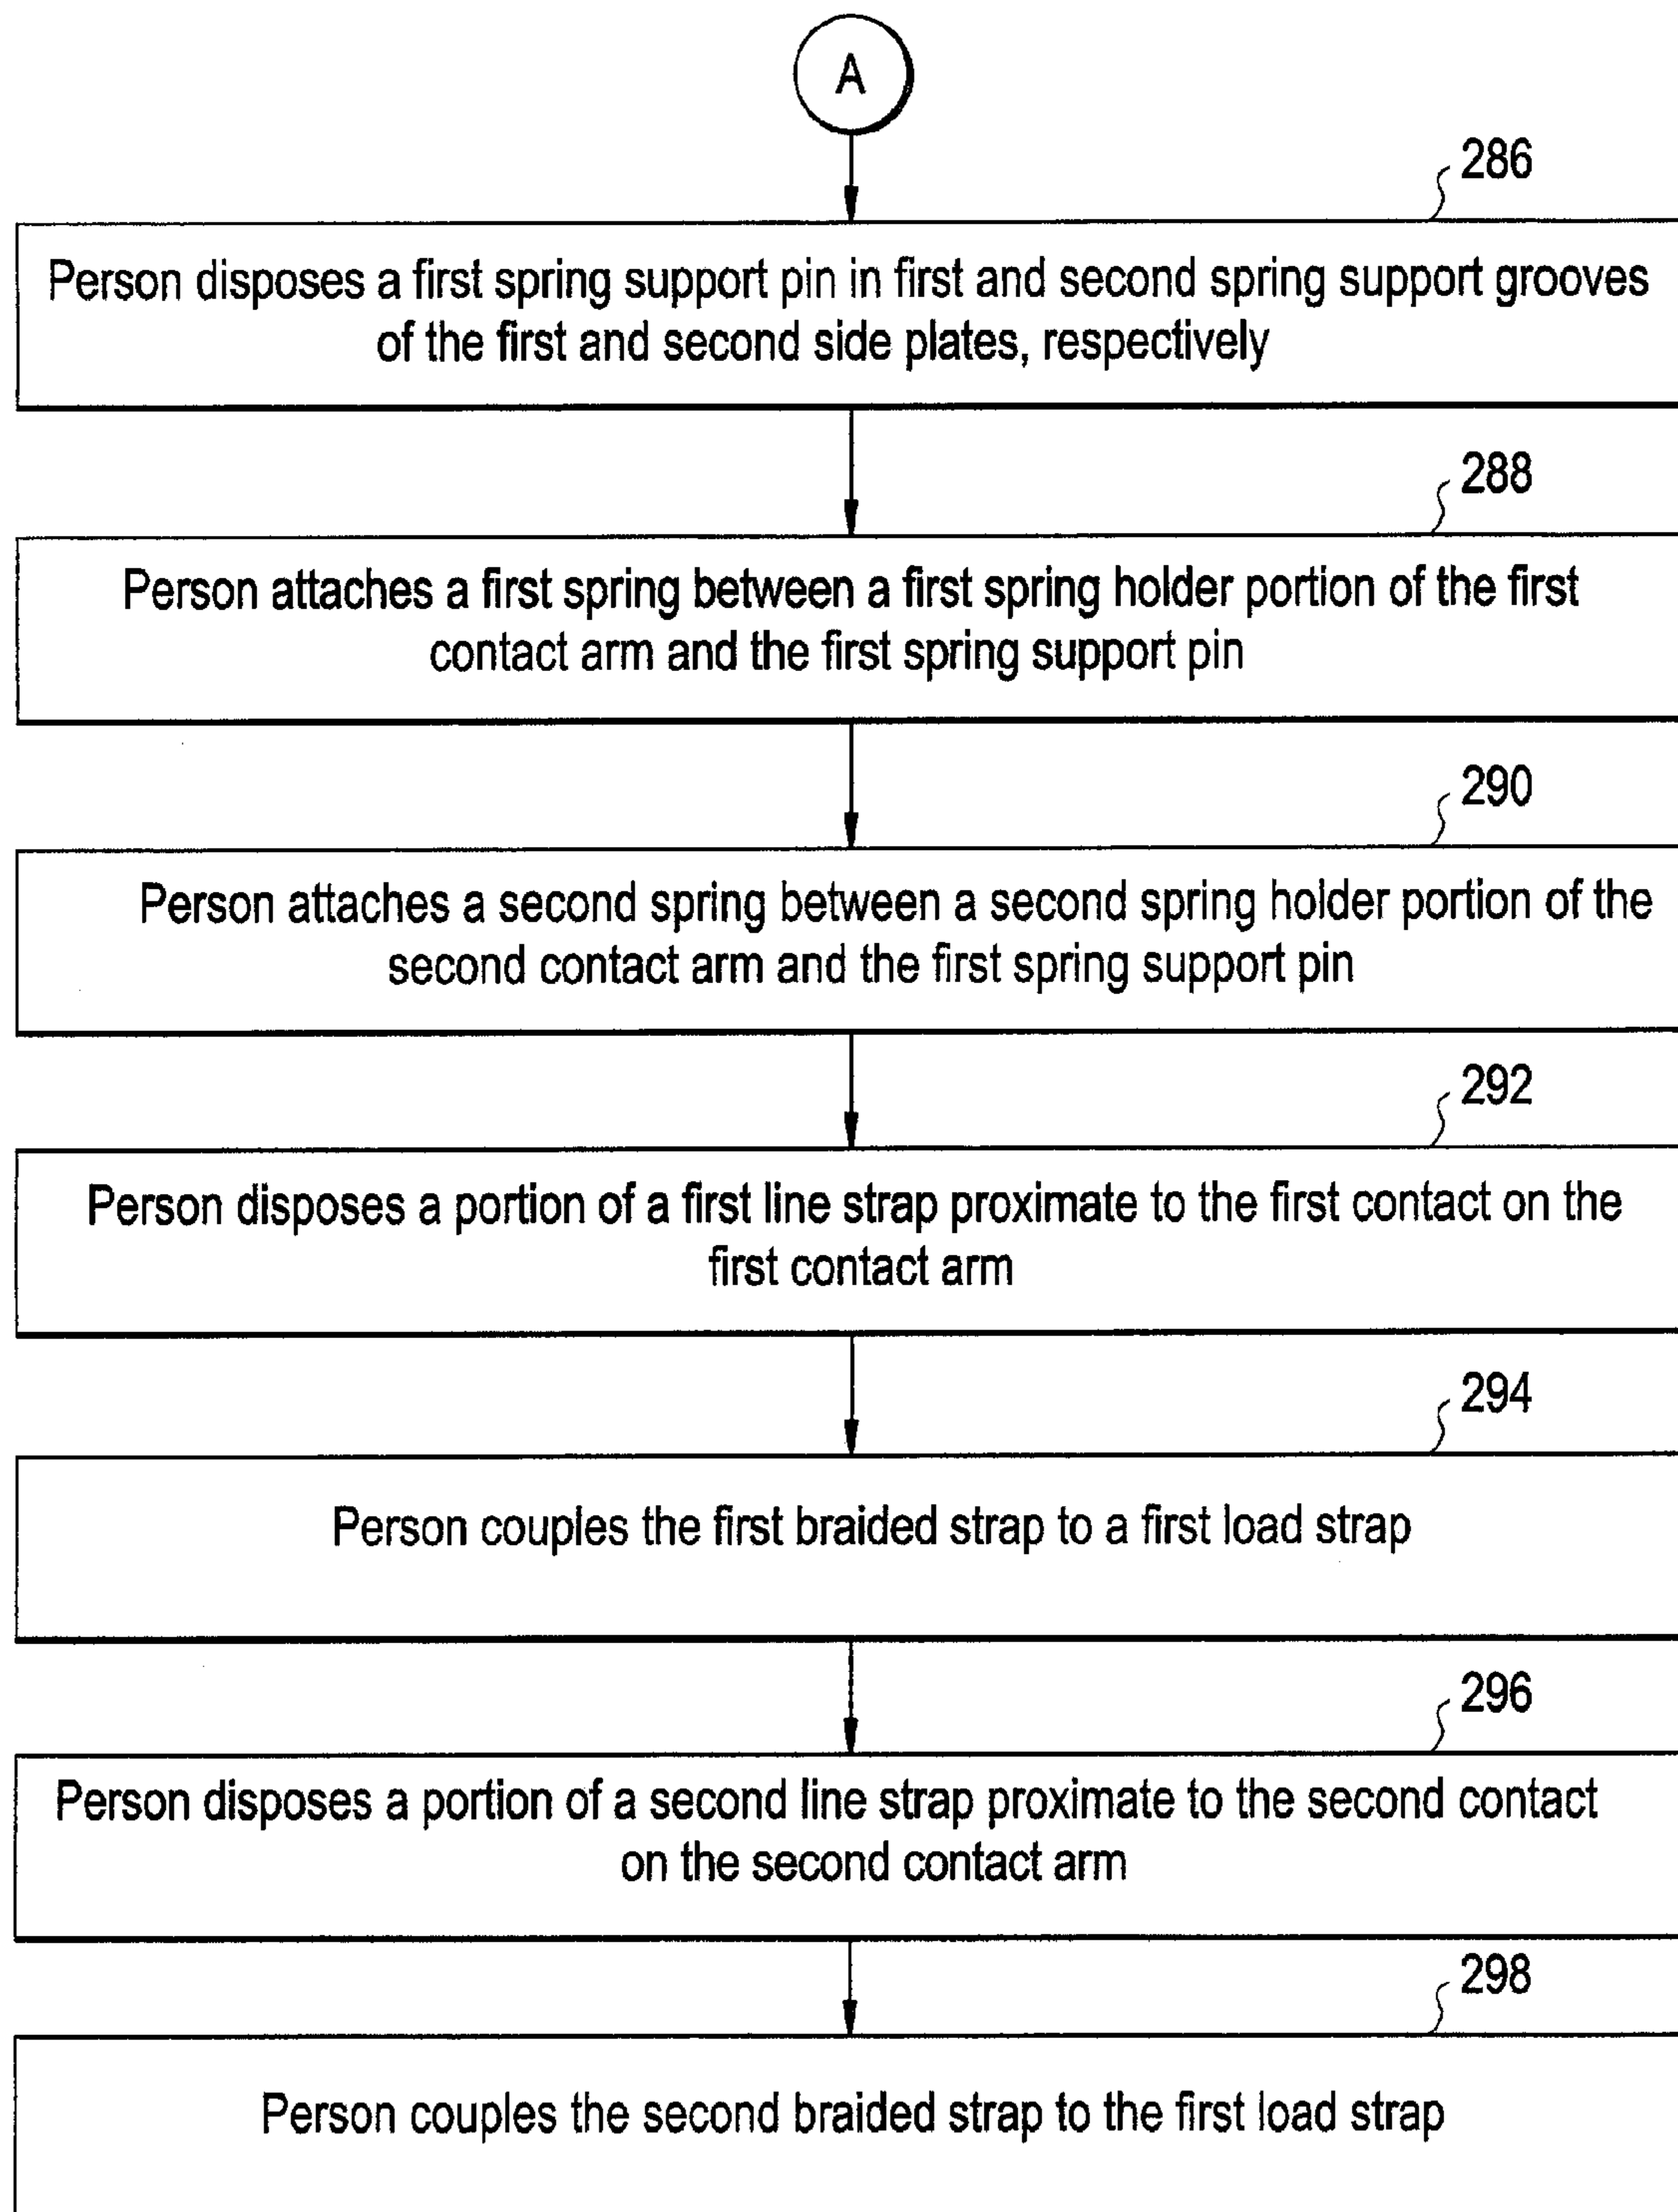 A
286
Person disposes a first spring support pin in first and second spring support grooves
of the first and second side plates, respectively
288
Person attaches a first spring between a first spring holder portion of the first
contact arm and the first spring support pin
290
Person attaches a second spring between a second spring holder portion of the
second contact arm and the first spring support pin
292
Person disposes a portion of a first line strap proximate to the first contact on the
first contact arm
294
Person couples the first braided strap to a first load strap
296
Person disposes a portion of a second line strap proximate to the second contact
on the second contact arm
298
Person couples the second braided strap to the first load strap